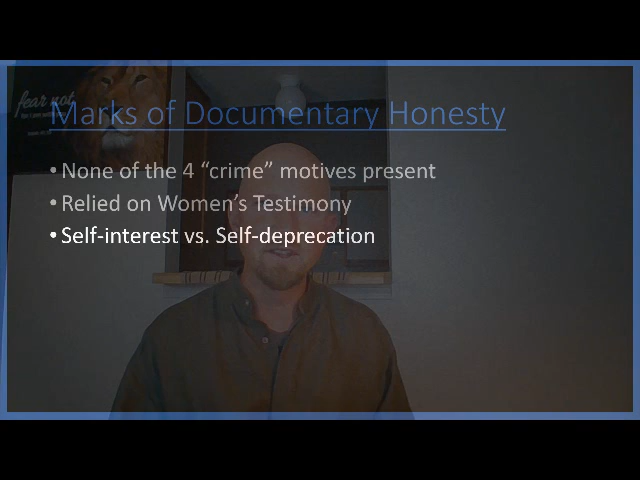 fear not
Marks of Documentary Honesty
• None of the 4 “crime” motives present
• Relied on Women’s Testimony
• Self-interest vs. Self-deprecation